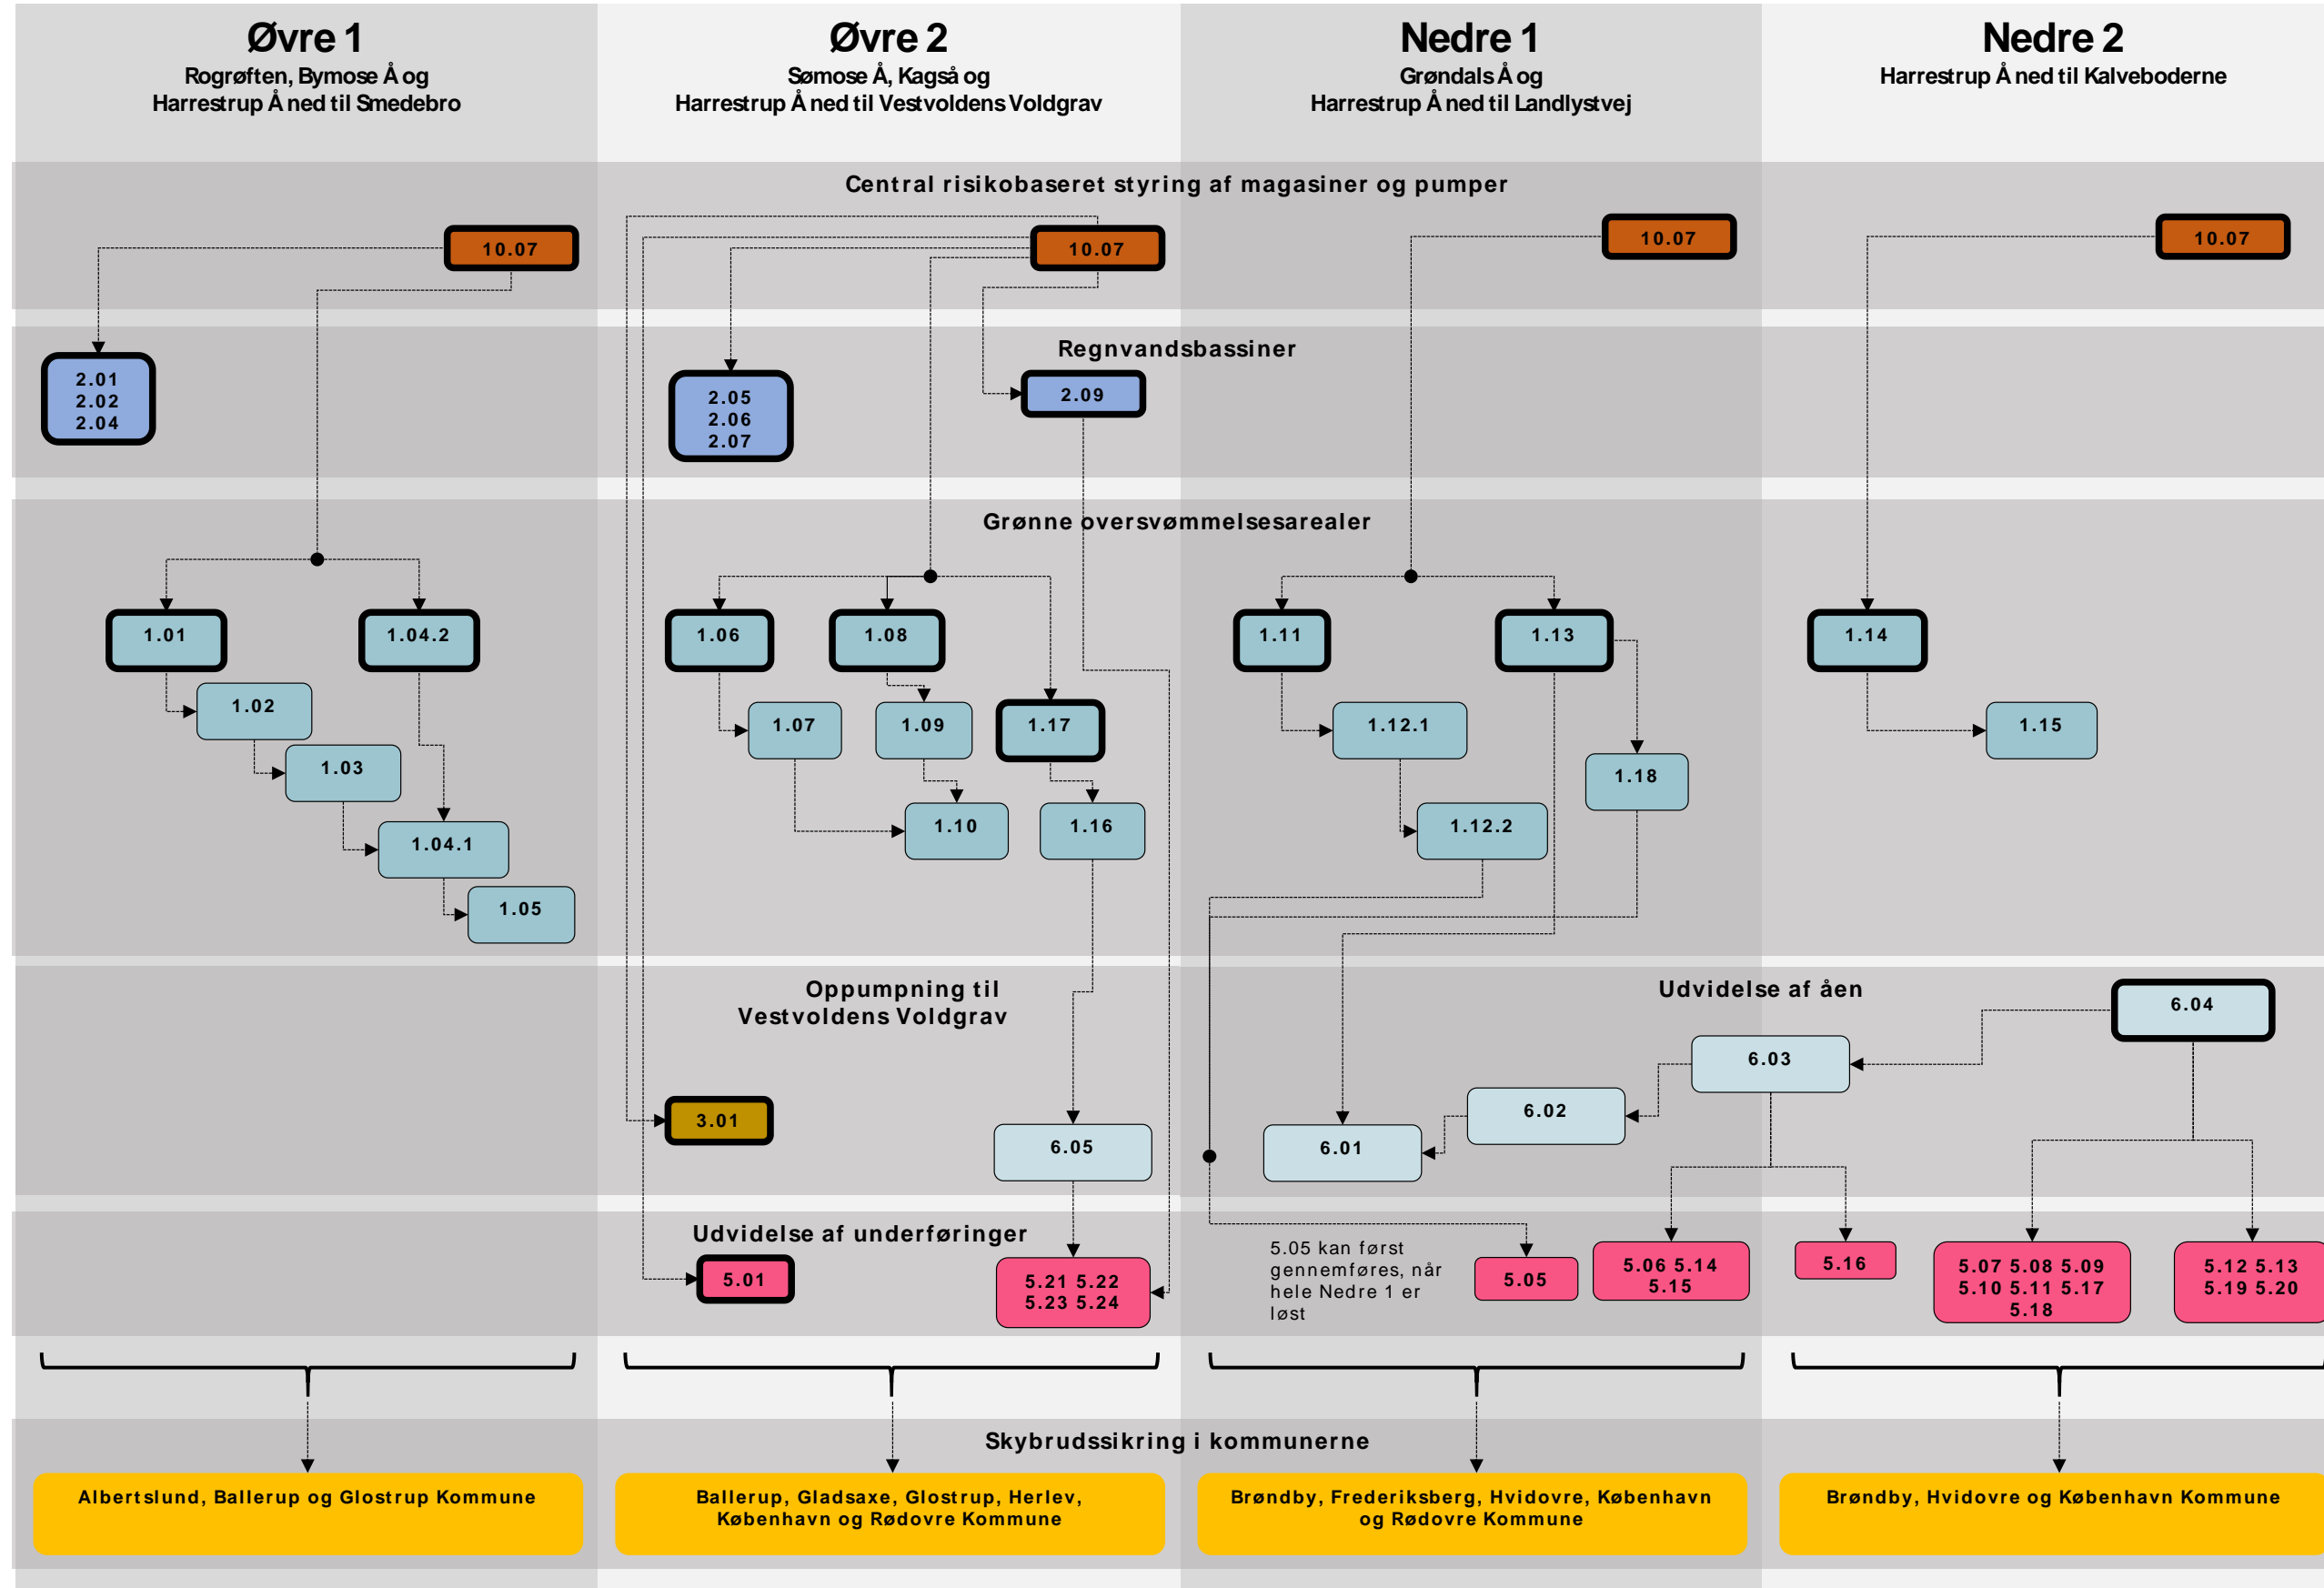 Øvre 1
Rogrøften, Bymose Å og
Harrestrup Å ned til Smedebro
Øvre 2
Sømose Å, Kagså og
Harrestrup Å ned til Vestvoldens Voldgrav
Nedre 1
Grøndals Å og
Harrestrup Å ned til Landlystvej
Nedre 2
Harrestrup Å ned til Kalveboderne
Central risikobaseret styring af magasiner og pumper
10.07
10.07
10.07
10.07
Regnvandsbassiner
2.01
2.02
2.04
2.05
2.06
2.07
2.09
Grønne oversvømmelsesarealer
1.01
1.04.2
1.06
1.08
1.11
1.13
1.14
1.02
1.07
1.09
1.17
1.12.1
1.15
1.03
1.18
1.10
1.16
1.12.2
1.04.1
1.05
Oppumpning til
Vestvoldens Voldgrav
Udvidelse af åen
6.04
6.03
6.02
3.01
6.05
6.01
Udvidelse af underføringer
5.01
5.21 5.22
5.23 5.24
5.05 kan først
gennemføres, når
hele Nedre 1 er
løst
5.05
5.06 5.14
5.15
5.16
5.07 5.08 5.09
5.10 5.11 5.17
5.18
5.12 5.13
5.19 5.20
Skybrudssikring i kommunerne
Albertslund, Ballerup og Glostrup Kommune
Ballerup, Gladsaxe, Glostrup, Herlev,
København og Rødovre Kommune
Brøndby, Frederiksberg, Hvidovre, København
og Rødovre Kommune
Brøndby, Hvidovre og København Kommune